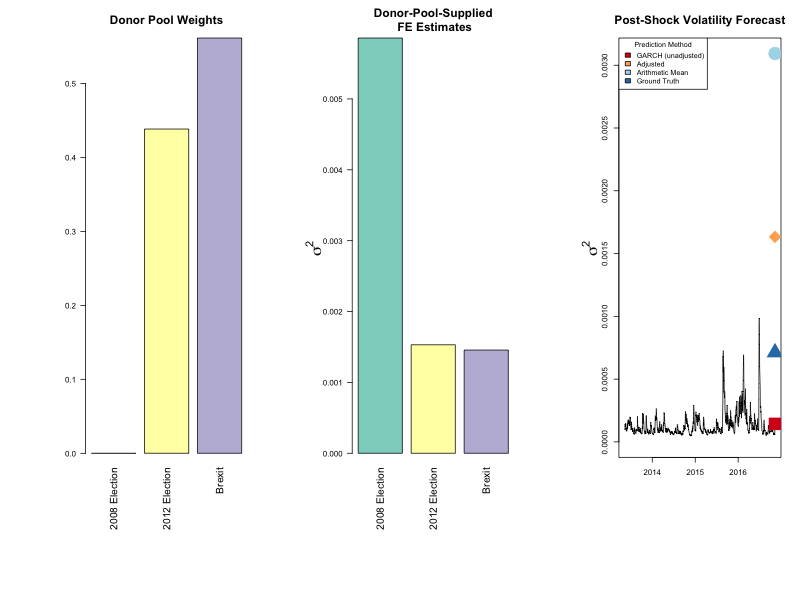 Donor Pool Weights
0.5
0.4
0.3
0.2
0.1
0.0
2008 Election
2012 Election
Brexit
Donor-Pool-Supplied
FE Estimates
σ²
0.005
0.004
0.003
0.002
0.001
0.000
2008 Election
2012 Election
Brexit
Post-Shock Volatility Forecast
σ²
0.0030
0.0025
0.0020
0.0015
0.0010
0.0005
0.0000
Prediction Method
GARCH (unadjusted)
Adjusted
Arithmetic Mean
Ground Truth
2014 2015 2016